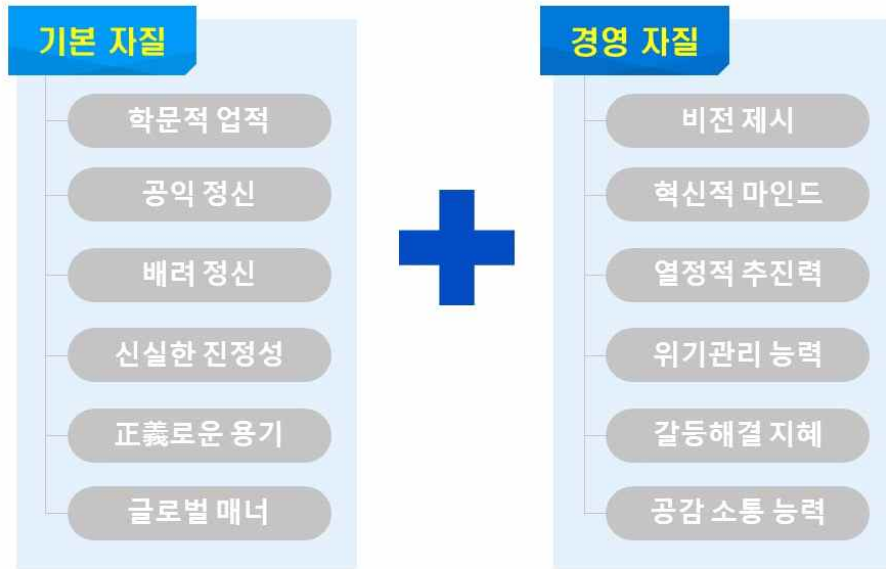 기본 자질
학문적 업적
공익 정신
배려 정신
신실한 진정성
正義로운 용기
글로벌 매너
경영 자질
비전 제시
혁신적 마인드
열정적 추진력
위기관리 능력
갈등해결 지혜
공감 소통 능력